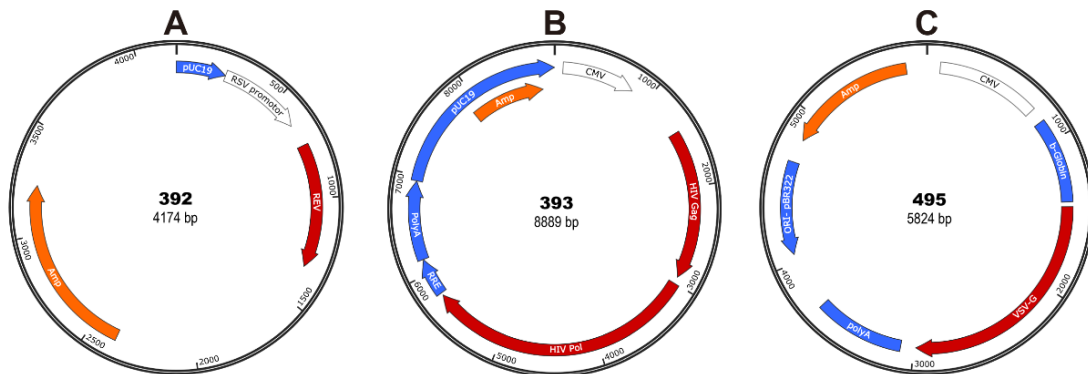 A
4000
pUC19
RSV promotor
500
3500
REV
1000
392
4174 bp
3000
Amp
2500
1500
2000
B
8000
pUC19
Amp
CMV
1000
2000
HIV Gag
7000
393
8889 bp
PolyA
RRE
6000
3000
HIV Pol
5000
4000
C
Amp
CMV
5000
1000
b-Globin
495
5824 bp
ORI- pBR322
4000
2000
VSV-G
polyA
3000